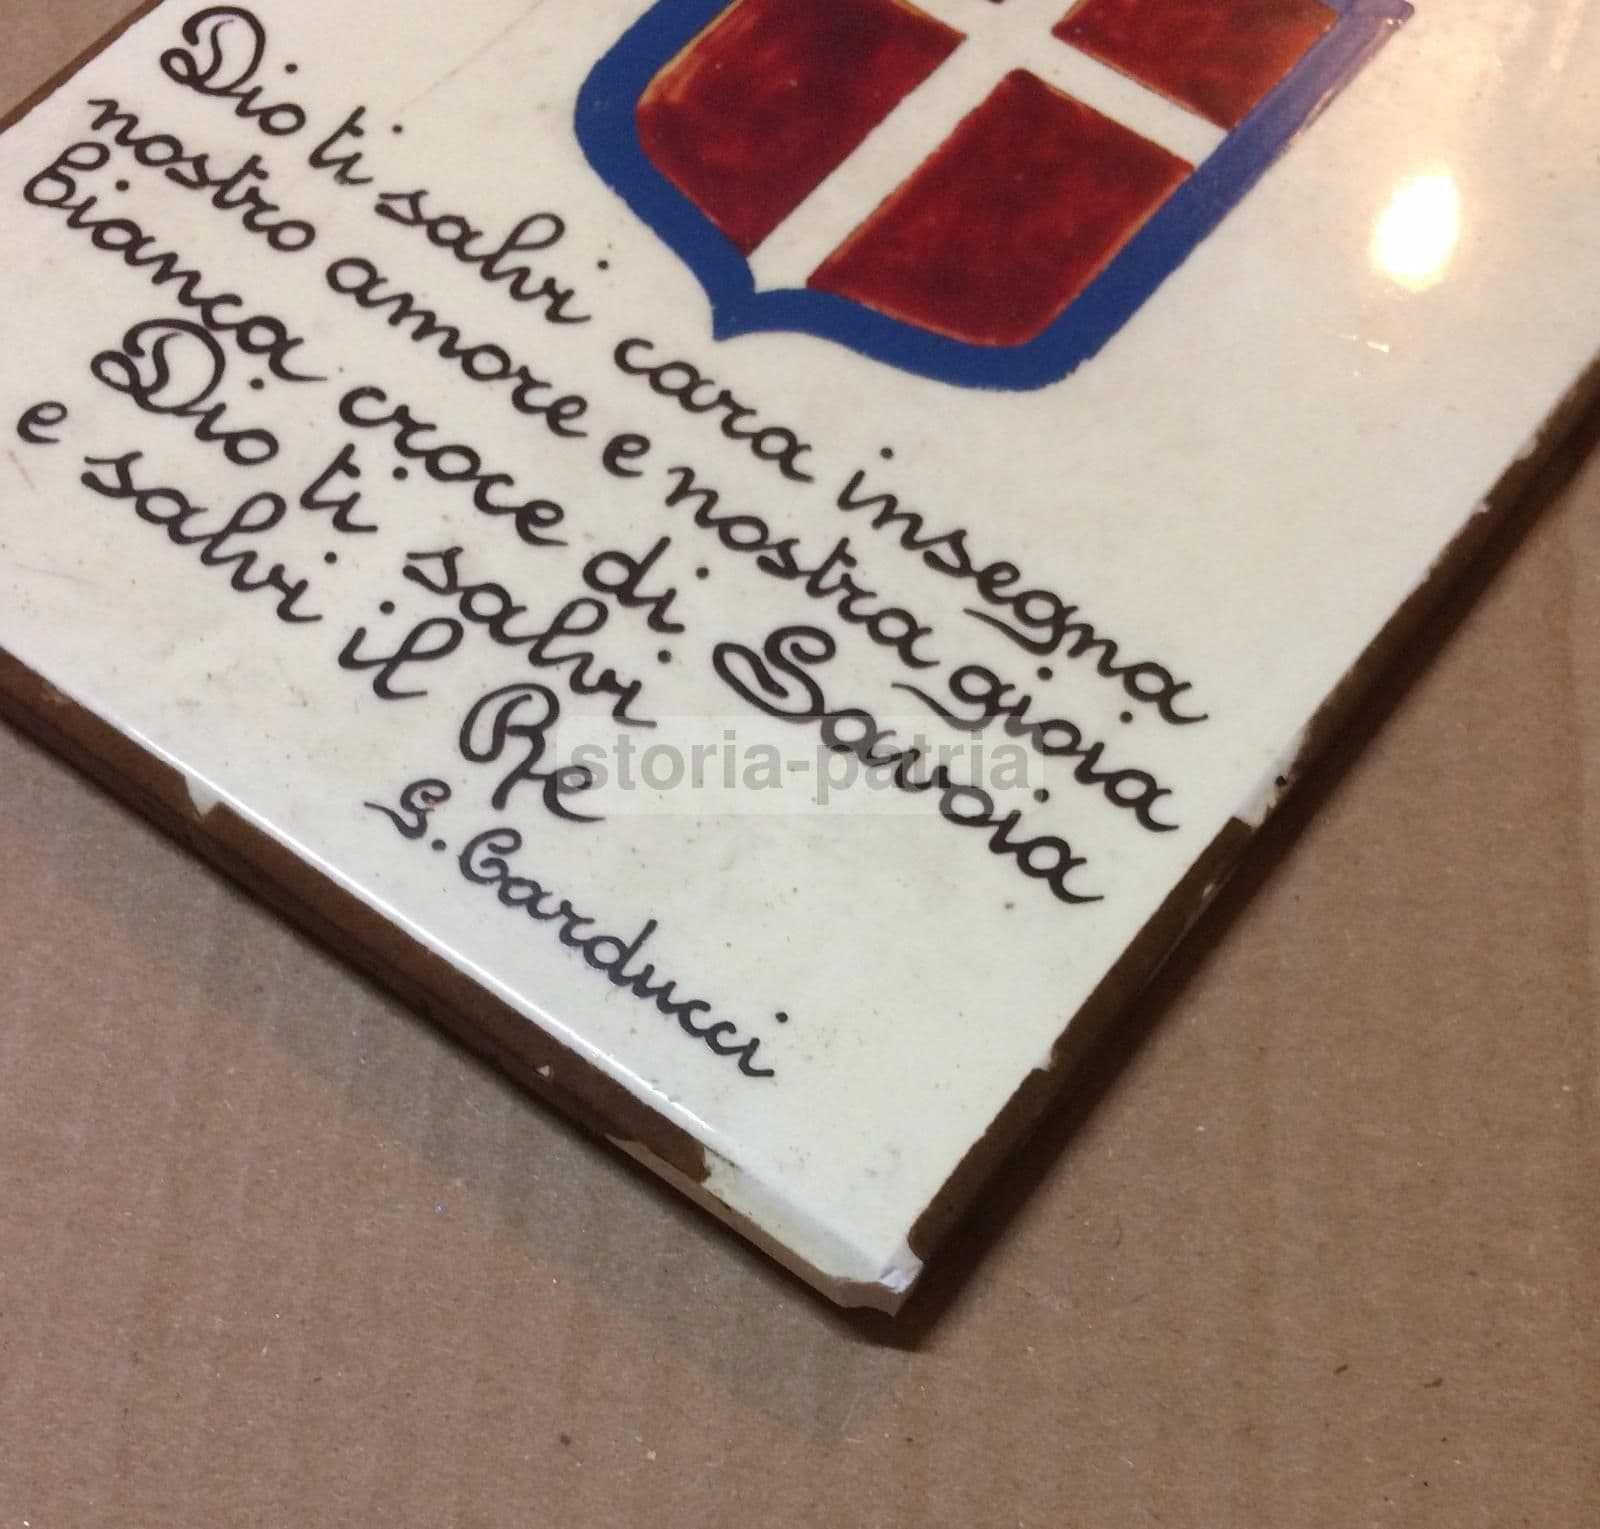 Dio ti salvi cara insegna
nostro amore e nostra gioia
bianca croce di Savoia
Dio ti salvi
e salvi il Re
G. Carducci
storia-patria